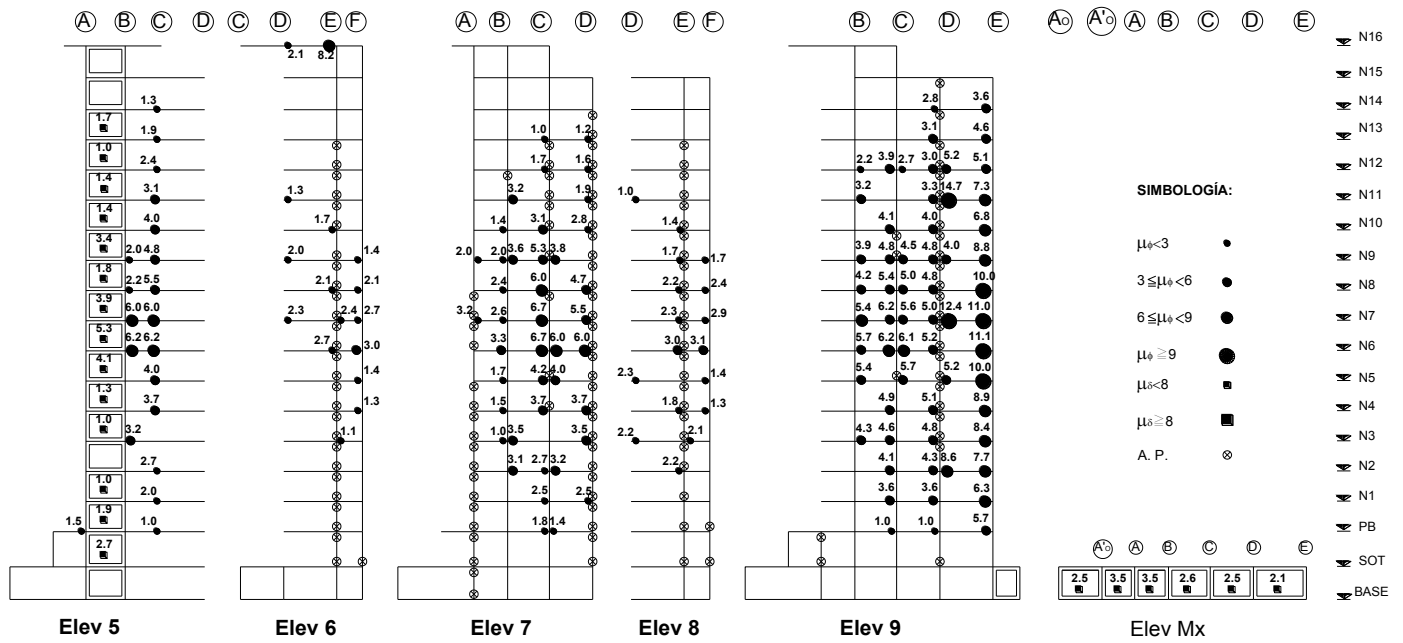 A B C D C D E F A B C D D E F B C D E Ao A'o A B C D E
N16
2.1 8.2
N15
1.3 2.8 3.6 N14
1.7
1.9 1.0 1.2 3.1 4.6 N13
1.0
2.4 1.7 1.6 2.2 3.9 2.7 3.0 5.2 5.1 N12
1.4
3.1 1.3 3.2 1.9 1.0 3.2 3.3 14.7 7.3 N11
SIMBOLOGÍA:
1.4
4.0 1.7 1.4 3.1 2.8 1.4 4.1 4.0 6.8 N10
μϕ<3
3.4
2.0 4.8 2.0 1.4 2.0 2.0 3.6 5.3 3.8 1.7 1.7 3.9 4.8 4.5 4.8 4.0 8.8 N9
3≦μϕ<6
1.8
2.2 5.5 2.1 2.1 2.4 6.0 4.7 2.2 2.4 4.2 5.4 5.0 4.8 10.0 N8
6≦μϕ<9
3.9
6.0 6.0 2.3 2.4 2.7 3.2 2.6 6.7 5.5 2.3 2.9 5.4 6.2 5.6 5.0 12.4 11.0 N7
5.3
6.2 6.2 2.7 3.0 3.3 6.7 6.0 6.0 3.0 3.1 5.7 6.2 6.1 5.2 11.1 N6
μϕ≧9
4.1
4.0 1.4 1.7 4.2 4.0 2.3 1.4 5.4 5.7 5.2 10.0 N5
μδ<8
1.3
3.7 1.3 1.5 3.7 3.7 1.8 1.3 4.9 5.1 8.9 N4
μδ≧8
1.0
3.2 1.1 1.0 3.5 3.5 2.2 2.1 4.3 4.6 4.8 8.4 N3
A. P.
2.7 3.1 2.7 3.2 2.2 4.1 4.3 8.6 7.7 N2
1.0
2.0 2.5 2.5 3.6 3.6 6.3 N1
1.9
1.5 1.0 1.8 1.4 1.0 1.0 5.7 PB
2.7
A'o A B C D E
SOT
2.5 3.5 3.5 2.6 2.5 2.1
BASE
Elev 5 Elev 6 Elev 7 Elev 8 Elev 9 Elev Mx